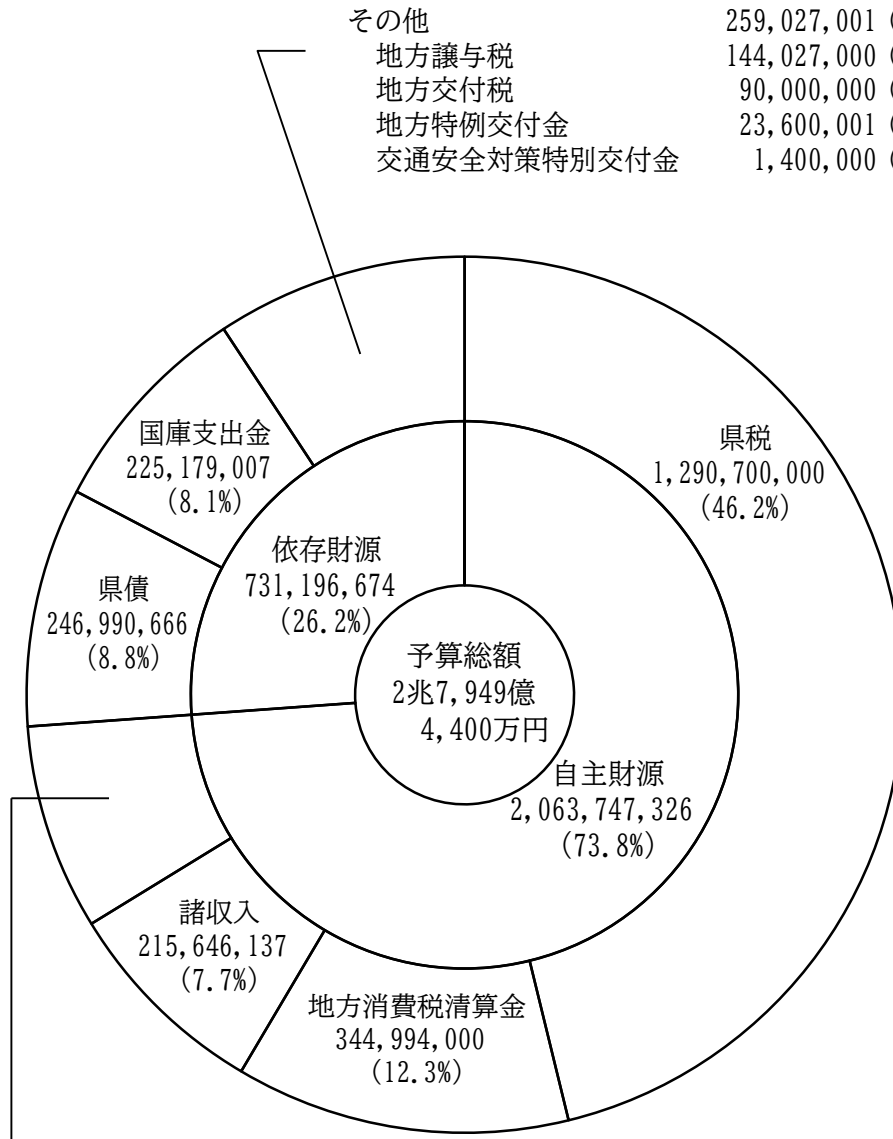 その他 259,027,001 (
地方譲与税 144,027,000 (
地方交付税 90,000,000 (
地方特例交付金 23,600,001 (
交通安全対策特別交付金 1,400,000 (
国庫支出金
225,179,007
(8.1%)
県税
1,290,700,000
(46.2%)
依存財源
731,196,674
(26.2%)
県債
246,990,666
(8.8%)
予算総額
2兆7,949億
4,400万円
自主財源
2,063,747,326
(73.8%)
諸収入
215,646,137
(7.7%)
地方消費税清算金
344,994,000
(12.3%)